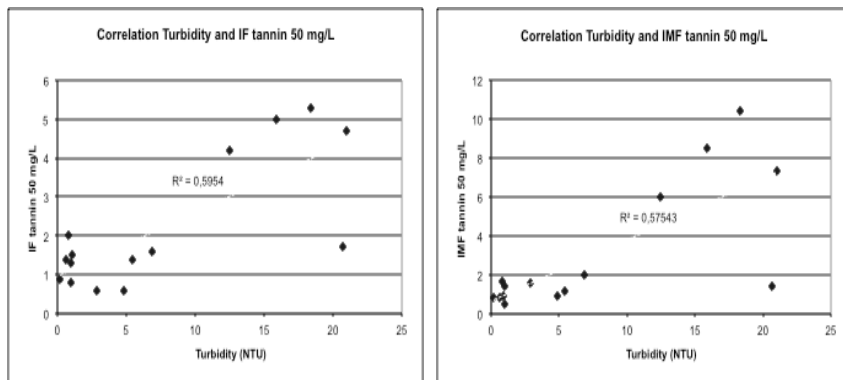 Correlation Turbidity and IF tannin 50 mg/L
6
5
4
3
2
1
0
IF tannin 50 mg/L
R² = 0,5954
0 5 10 15 20 25
Turbidity (NTU)
Correlation Turbidity and IMF tannin 50 mg/L
12
10
8
6
4
2
0
IMF tannin 50 mg/L
R² = 0,57543
0 5 10 15 20 25
Turbidity (NTU)